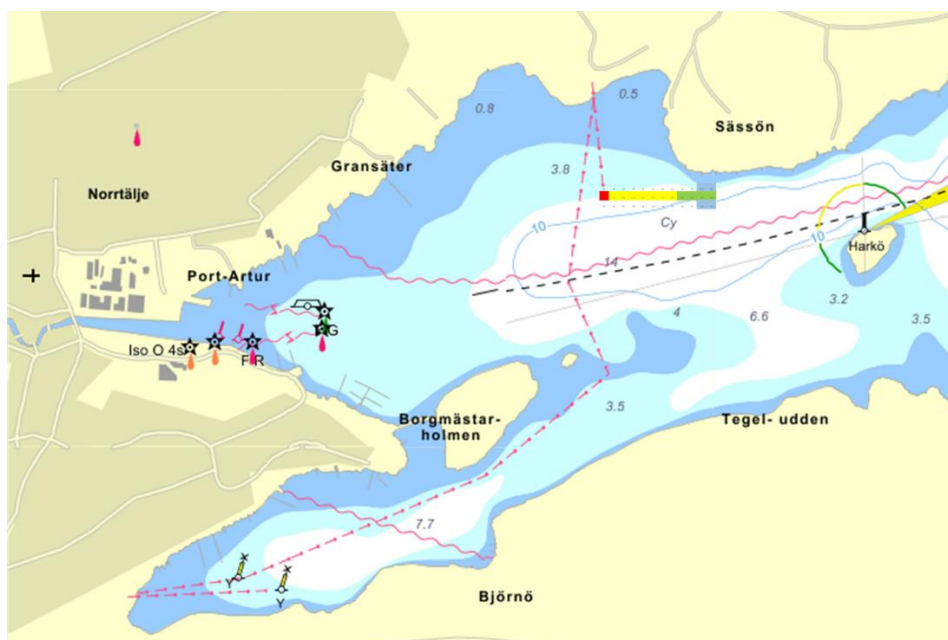 0.5
0.8
Sässön
3.8
Gransäter
Norrtälje
10
Cy
10
Harkö
14
Port-Artur
3.2
4
6.6
3.5
Iso O 4s
F R
3.5
Borgmästar-
holmen
Tegel- udden
7.7
Y
Y
Björnö